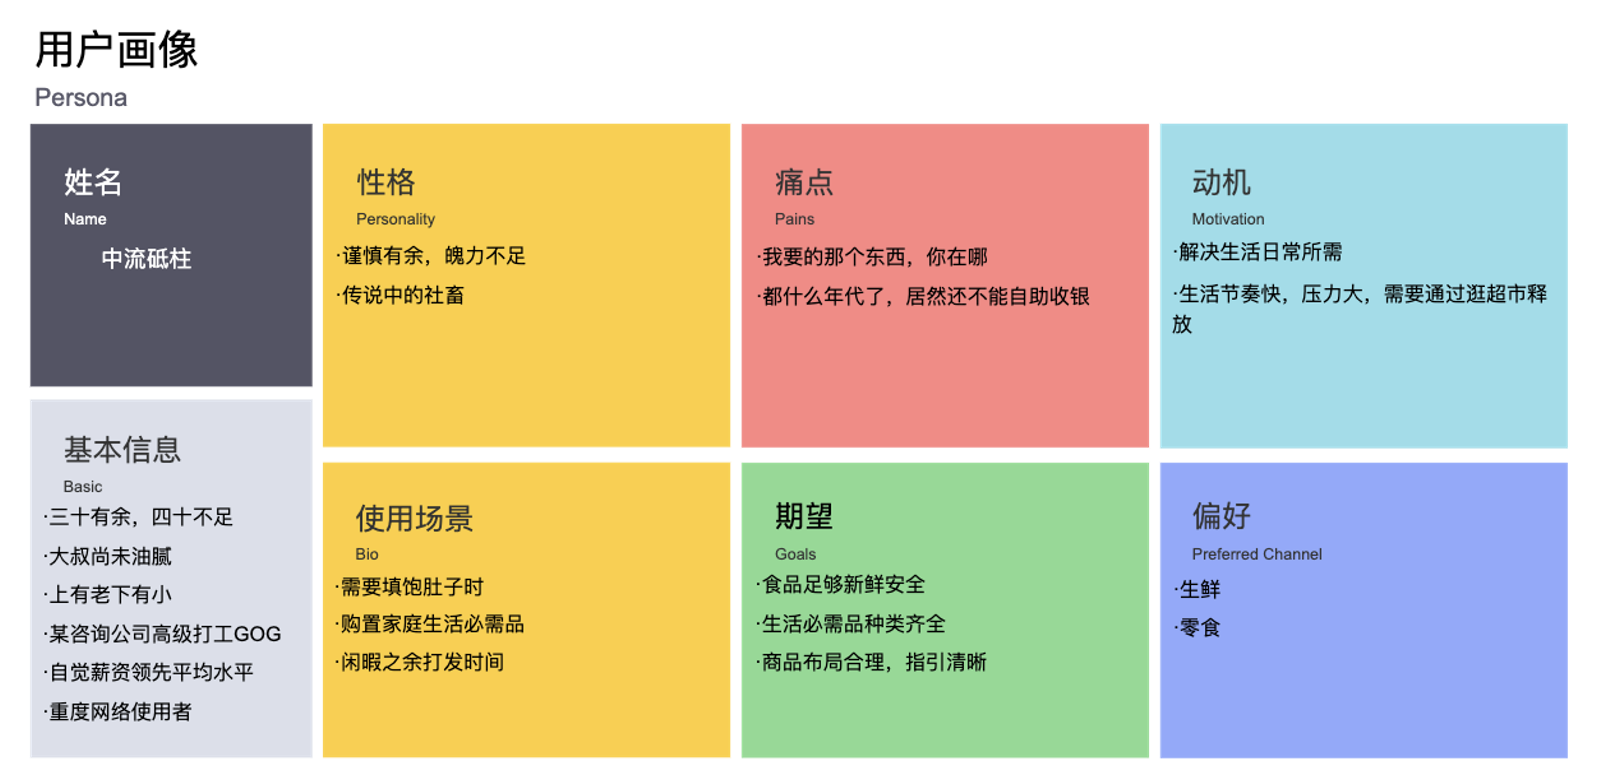 用户画像
Persona
姓名
Name
中流砥柱
基本信息
Basic
·三十有余，四十不足
·大叔尚未油腻
·上有老下有小
·某咨询公司高级打工GOG
·自觉薪资领先平均水平
·重度网络使用者
性格
Personality
·谨慎有余，魄力不足
·传说中的社畜
痛点
Pains
·我要的那个东西，你在哪
·都什么年代了，居然还不能自助收银
动机
Motivation
·解决生活日常所需
·生活节奏快，压力大，需要通过逛超市释
放
使用场景
Bio
·需要填饱肚子时
·购置家庭生活必需品
·闲暇之余打发时间
期望
Goals
·食品足够新鲜安全
·生活必需品种类齐全
·商品布局合理，指引清晰
偏好
Preferred Channel
·生鲜
·零食